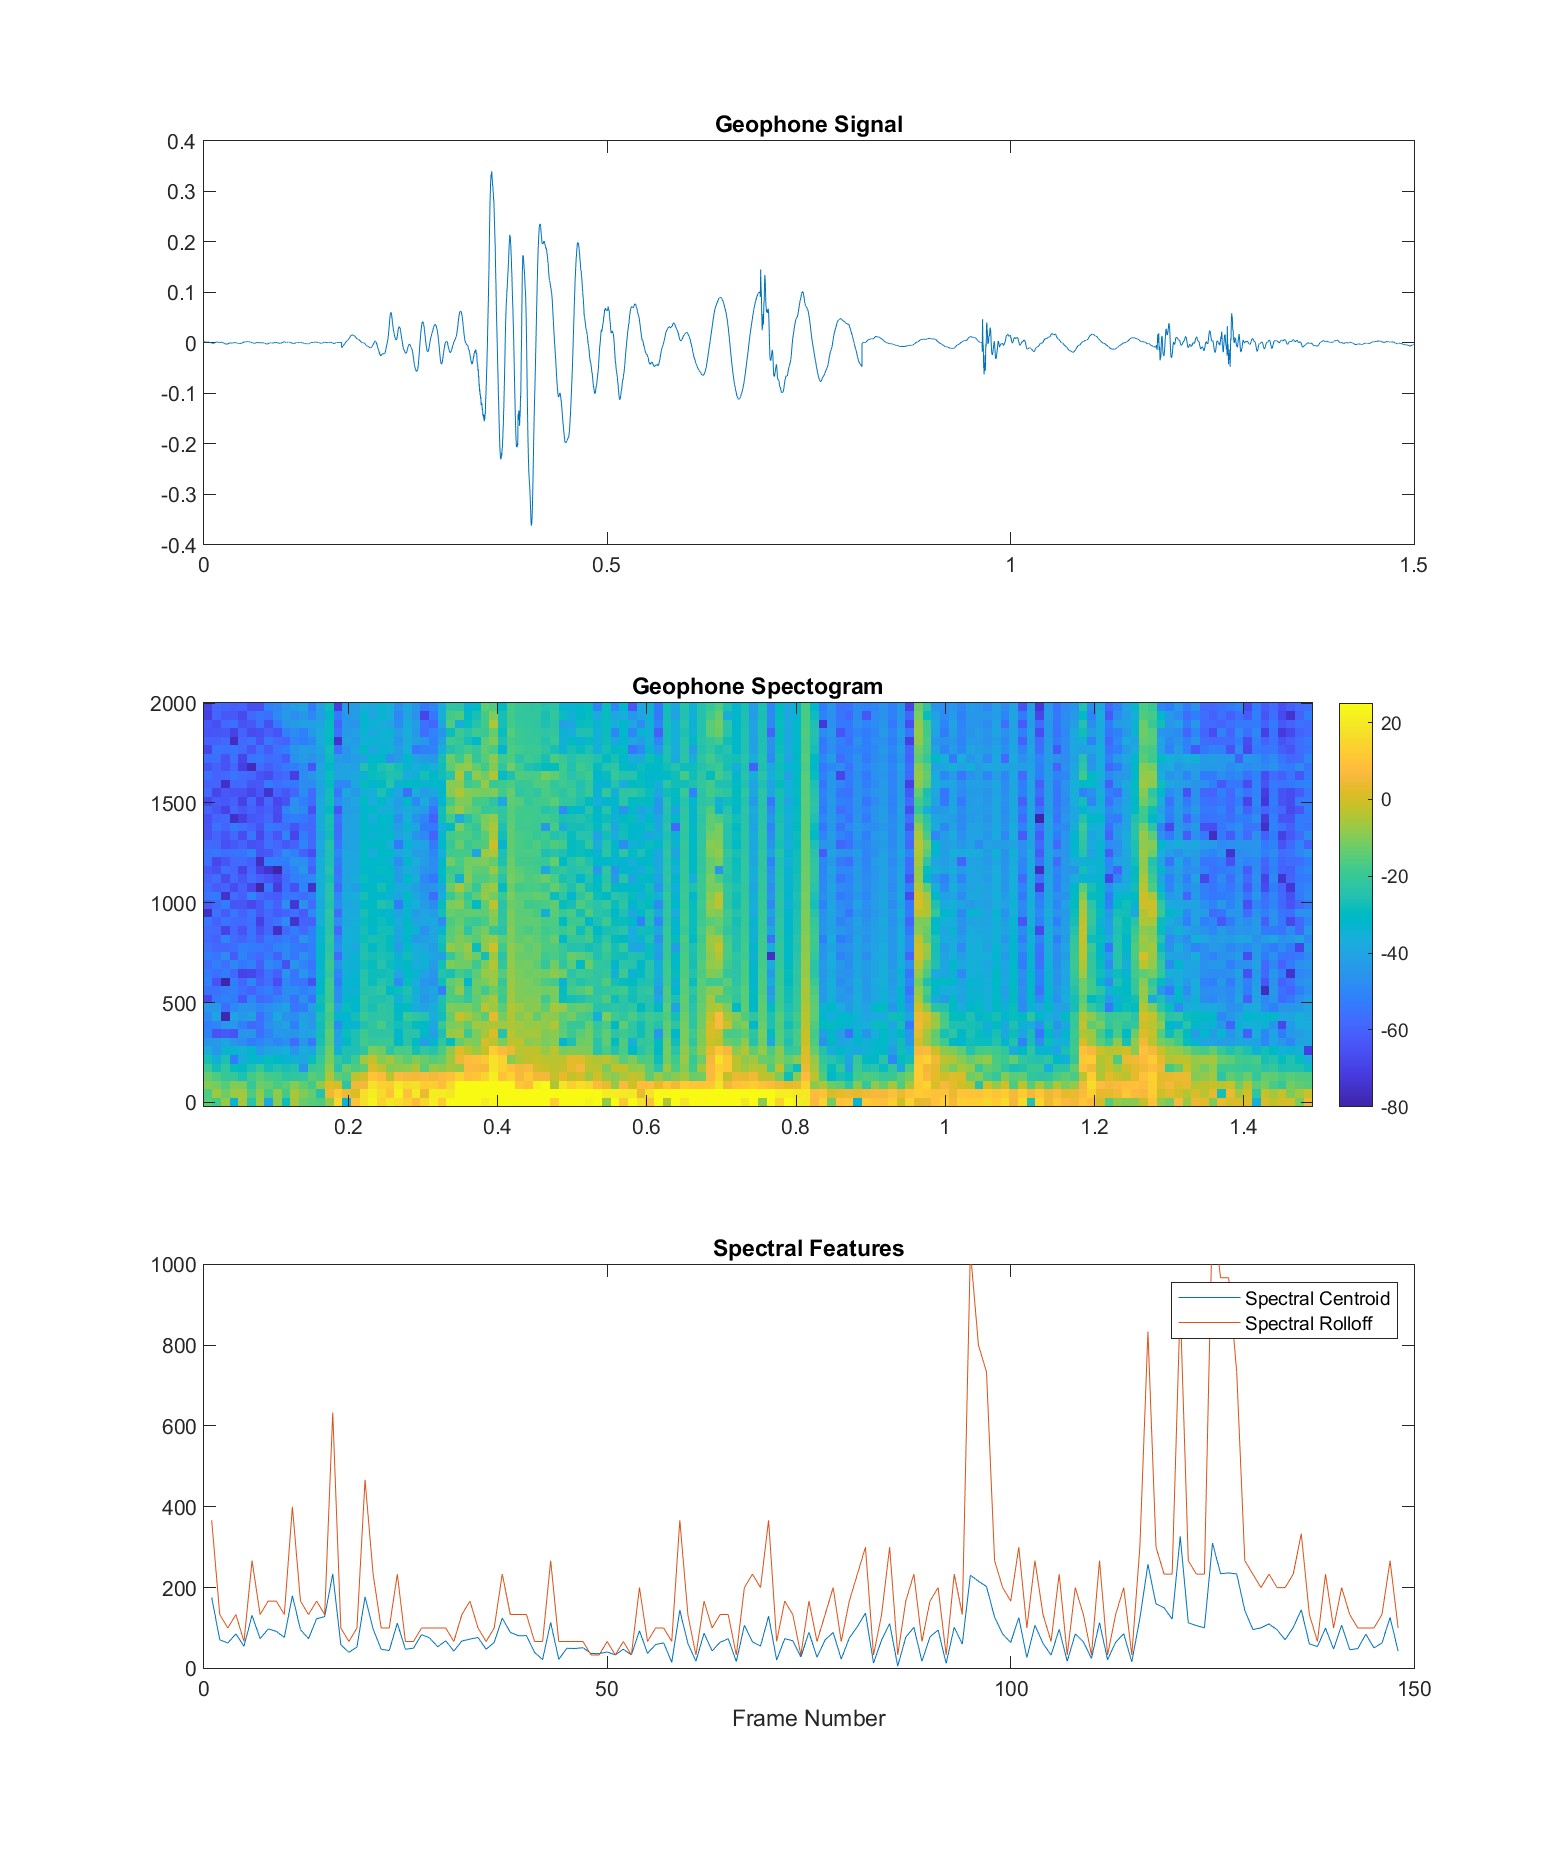 Geophone Signal
0.4
0.3
0.2
0.1
0
-0.1
-0.2
-0.3
-0.4
0 0.5 1 1.5
Geophone Spectogram
2000
1500
1000
500
0
20
0
-20
-40
-60
-80
0.2 0.4 0.6 0.8 1 1.2 1.4
Spectral Features
1000
800
600
400
200
0
Spectral Centroid
Spectral Rolloff
0 50 100 150
Frame Number